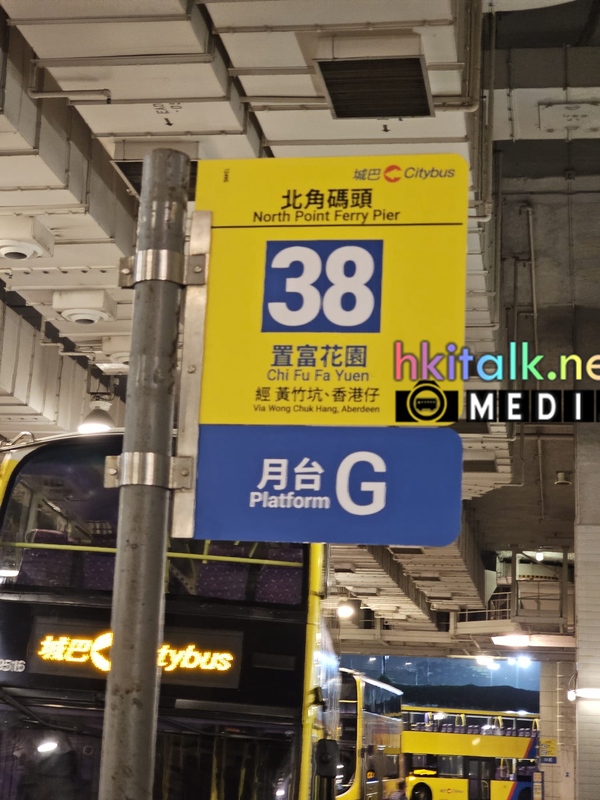 城巴 Citybus
北角碼頭
North Point Ferry Pier
38
置富花園
Chi Fu Fa Yuen
經 黃竹坑、香港仔
Via Wong Chuk Hang, Aberdeen
hkitalk.ne
MEDI
月台 G
Platform
城巴 tybus
9516